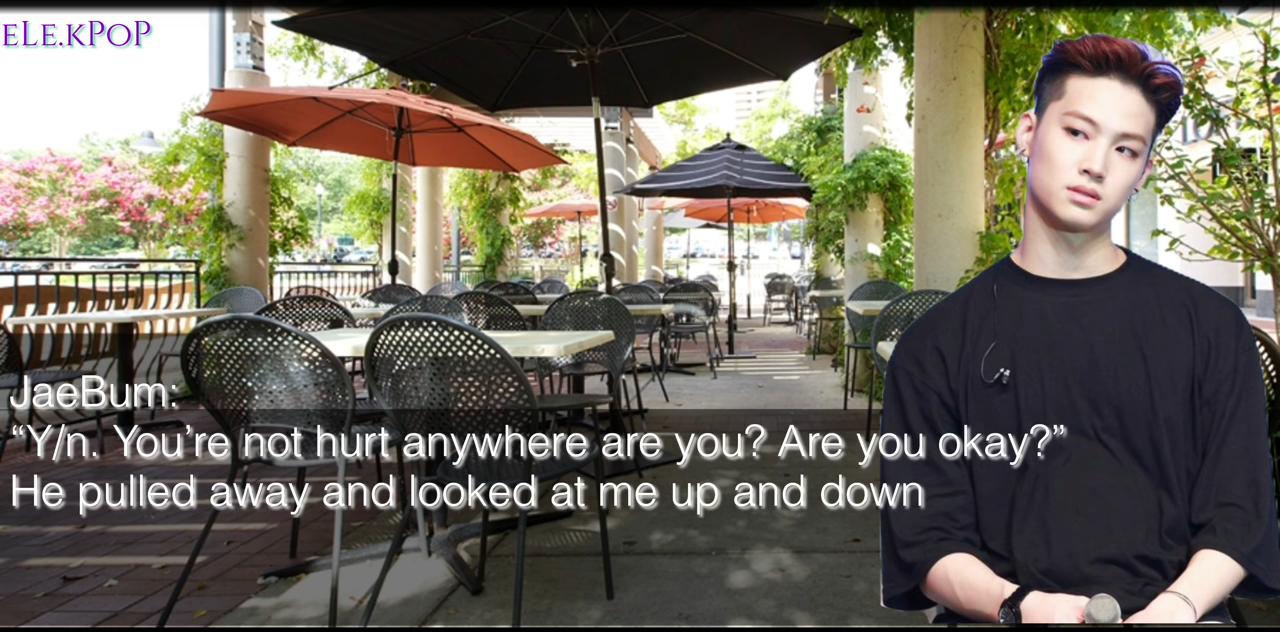 eLe.KPOP
JaeBum:
“Y/n. You’re not hurt anywhere are you? Are you okay?”
He pulled away and looked at me up and down